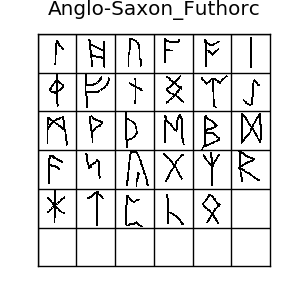 Anglo-Saxon_Futhorc
ᛚ ᚻ ᚢ ᚪ ᚩ ᛁ
ᛄ ᚠ ᚾ ᛝ ᛠ ᛇ
ᛗ ᚹ ᚦ ᛖ ᛒ ᛞ
ᚫ ᛋ ᚣ ᚷ ᛉ ᚱ
ᛡ ᛏ ᛈ ᚳ ᛟ